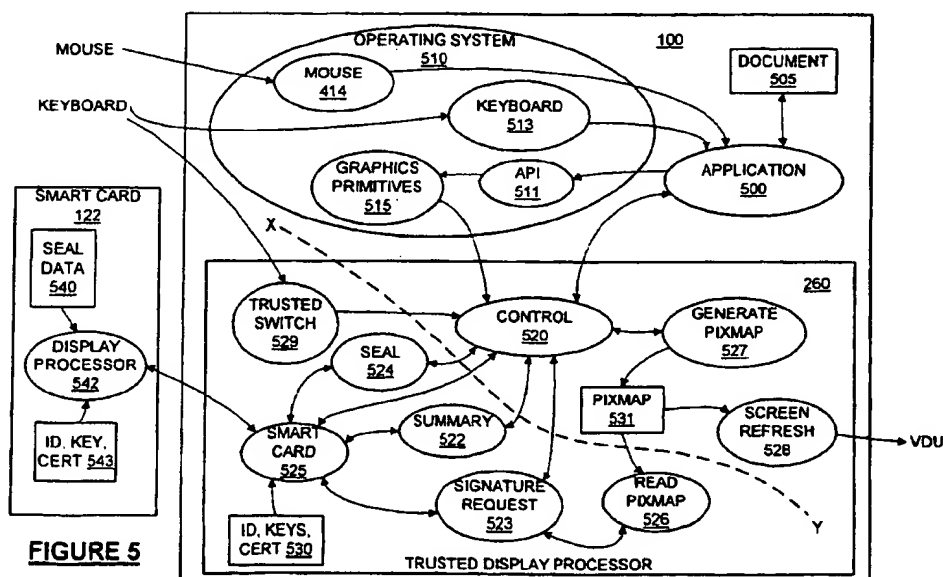 OPERATING SYSTEM
510
100
MOUSE
MOUSE
414
DOCUMENT
505
KEYBOARD
KEYBOARD
513
GRAPHICS
PRIMITIVES
515
API
511
APPLICATION
500
SMART CARD
122
SEAL
DATA
540
DISPLAY
PROCESSOR
542
ID, KEY,
CERT 543
X
260
TRUSTED
SWITCH
529
CONTROL
520
GENERATE
PIXMAP
527
SEAL
524
PIXMAP
531
SCREEN
REFRESH
528
VDU
SUMMARY
522
SMART
CARD
525
SIGNATURE
REQUEST
523
READ
PIXMAP
526
Y
ID, KEYS,
CERT 530
TRUSTED DISPLAY PROCESSOR
FIGURE 5